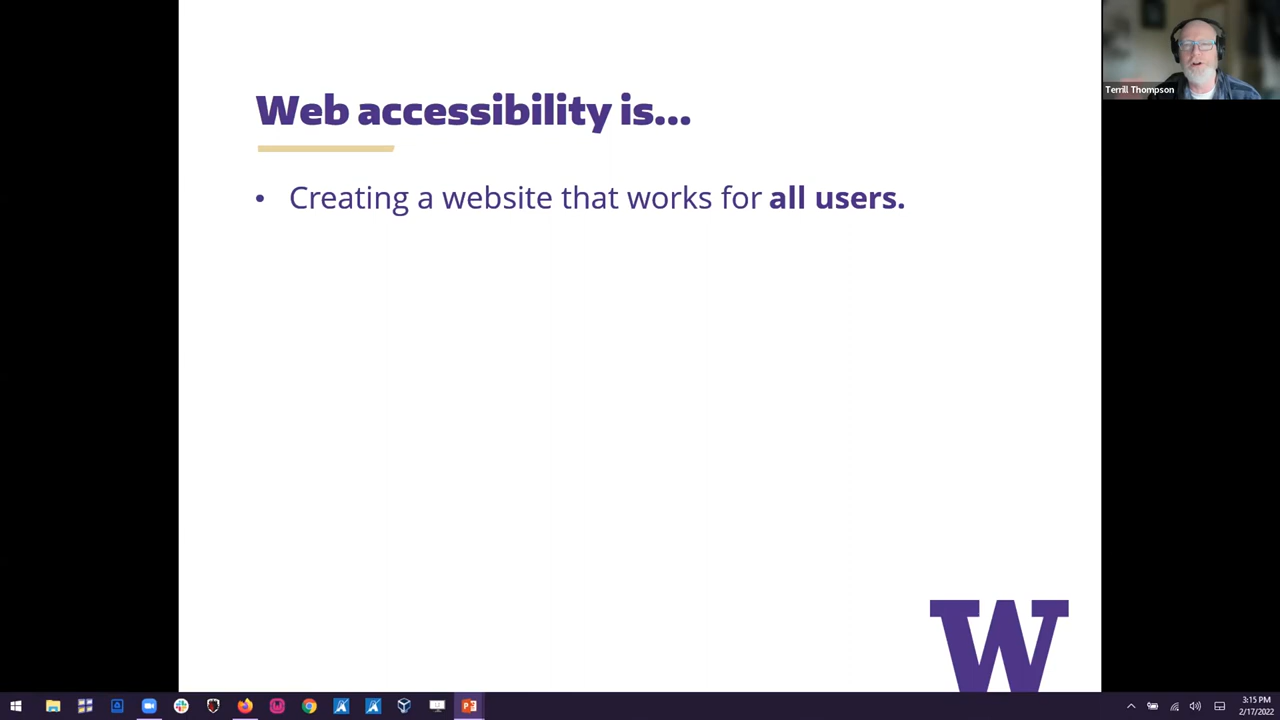 Web accessibility is...
• Creating a website that works for all users.
Terrill Thompson
W
3:15 PM
2/17/2022